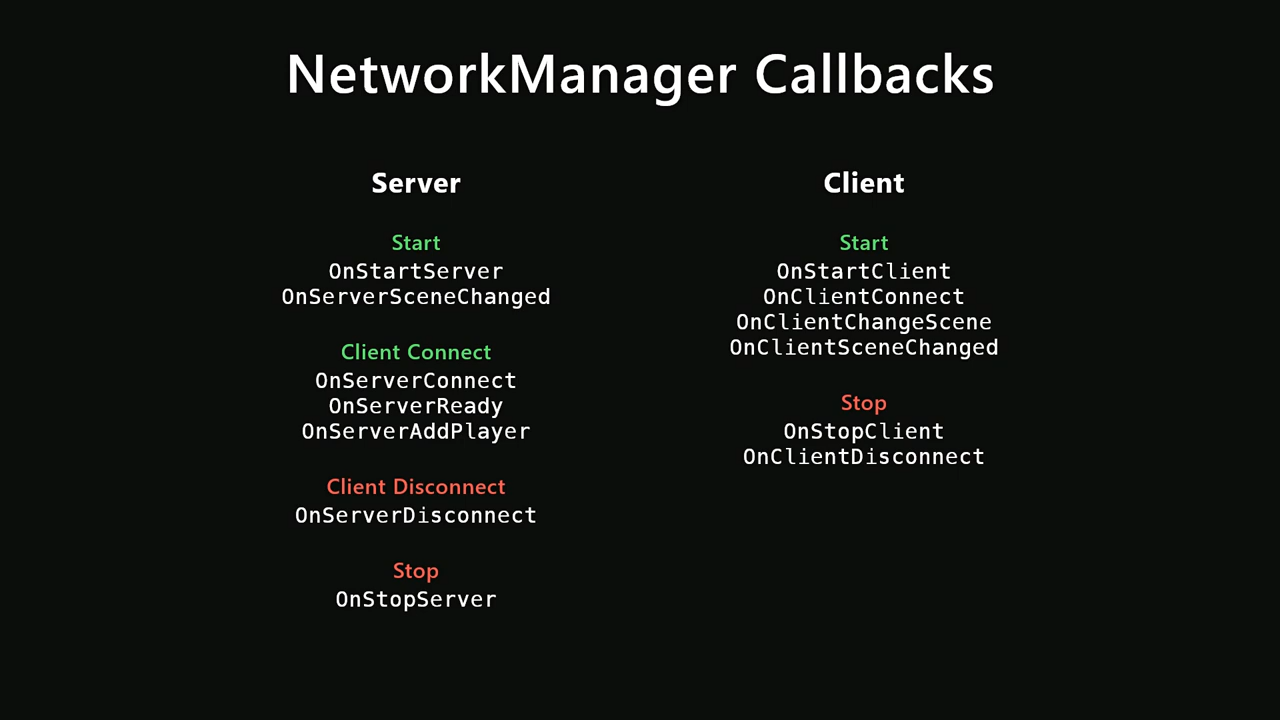 NetworkManager Callbacks
Server
Start
OnStartServer
OnServerSceneChanged
Client Connect
OnServerConnect
OnServerReady
OnServerAddPlayer
Client Disconnect
OnServerDisconnect
Stop
OnStopServer
Client
Start
OnStartClient
OnClientConnect
OnClientChangeScene
OnClientSceneChanged
Stop
OnStopClient
OnClientDisconnect